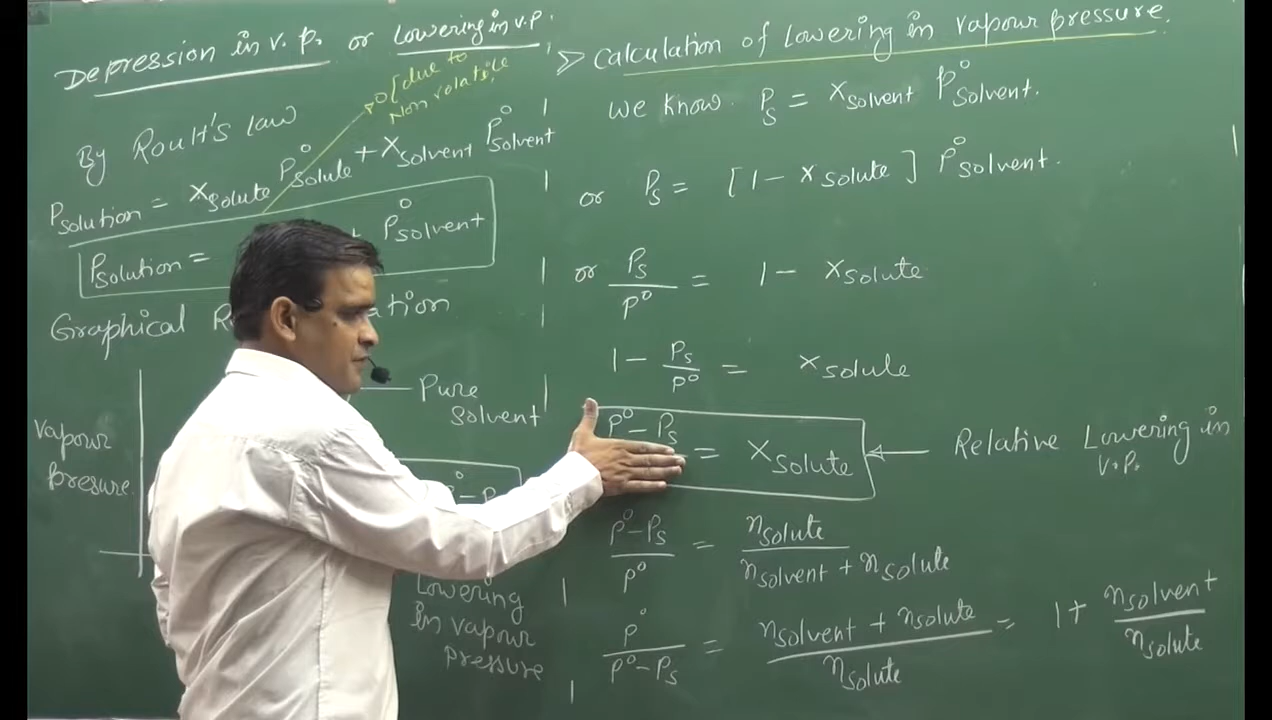 Depression in v.p. or Lowering in v.p.
due to
Non volatile
By Roult's law
Psolution = Xsolute P°solute + Xsolvent P°solvent
Psolution = P°solvent
Graphical
Pure
solvent
Vapour
presure
Lowering
in vapour
pressure
> Calculation of lowering in vapour pressure.
we know. Ps = Xsolvent P°solvent.
or Ps = [1 - Xsolute] P°solvent.
or Ps/P° = 1 - Xsolute
1 - Ps/P° = Xsolute
P° - Ps = Xsolute ← Relative Lowering in
V.P.
P°-Ps/P° = nsolute/nsolvent + nsolute
P°/P°-Ps = nsolvent + nsolute/nsolute = 1 + nsolvent/nsolute